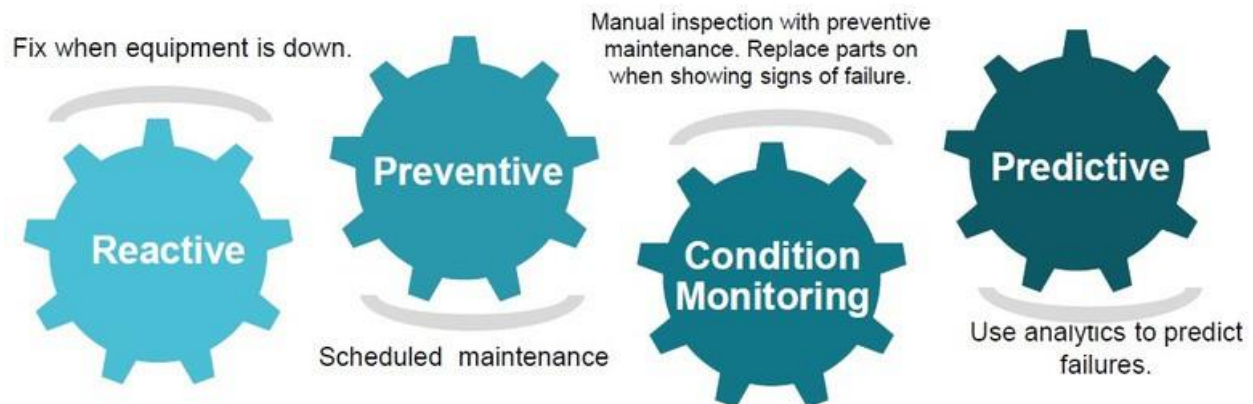 Fix when equipment is down.
Reactive
Preventive
Scheduled maintenance
Manual inspection with preventive
maintenance. Replace parts on
when showing signs of failure.
Condition
Monitoring
Predictive
Use analytics to predict
failures.